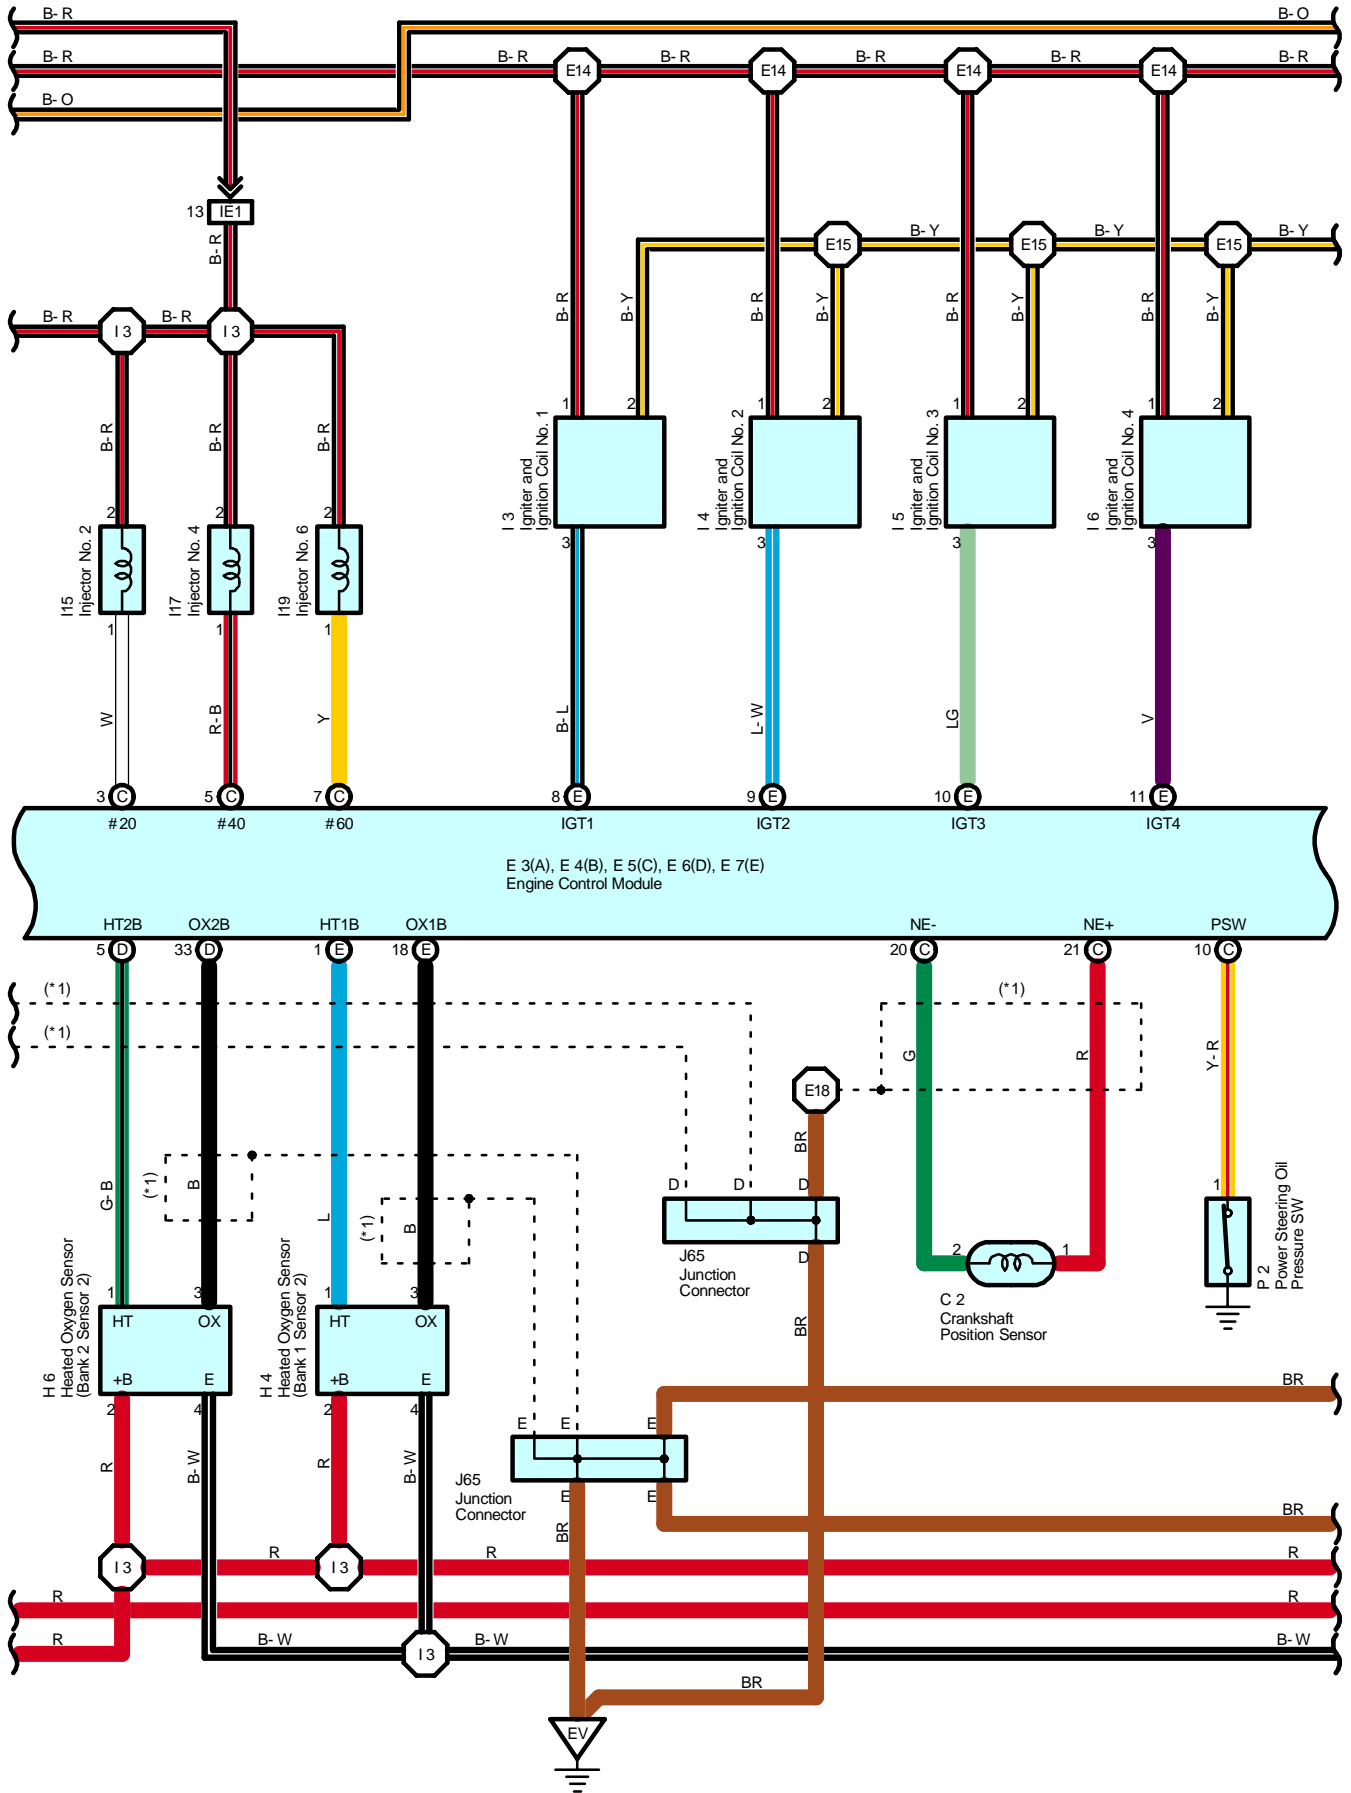 B-R
B-O
B-R
B-R
E14
B-R
E14
B-R
E14
B-R
E14
B-R
B-O
13
IE1
B-R
E15
B-Y
E15
B-Y
E15
B-Y
B-R
I 3
B-R
I 3
B-R
B-Y
B-R
B-Y
B-R
B-Y
B-R
B-Y
B-R
B-R
B-R
1
2
1
2
1
2
1
2
I 3
Igniter and
Ignition Coil No. 1
I 4
Igniter and
Ignition Coil No. 2
I 5
Igniter and
Ignition Coil No. 3
I 6
Igniter and
Ignition Coil No. 4
2
2
2
3
3
3
3
I15
Injector No. 2
I17
Injector No. 4
I19
Injector No. 6
1
1
1
W
R-B
Y
B-L
L-W
LG
V
3
C
5
C
7
C
8
E
9
E
10
E
11
E
#20
#40
#60
IGT1
IGT2
IGT3
IGT4
E 3(A), E 4(B), E 5(C), E 6(D), E 7(E)
Engine Control Module
HT2B
OX2B
HT1B
OX1B
NE-
NE+
PSW
5
D
33
D
1
E
18
E
20
C
21
C
10
C
(*1)
(*1)
(*1)
G
R
Y-R
E18
BR
(*1)
G-B
B
L
(*1)
B
D
D
D
D
J65
Junction
Connector
2
1
C 2
Crankshaft
Position Sensor
1
P 2
Power Steering Oil
Pressure SW
H 6
Heated Oxygen Sensor
(Bank 2 Sensor 2)
1
3
HT
OX
+B
E
2
4
H 4
Heated Oxygen Sensor
(Bank 1 Sensor 2)
1
3
HT
OX
+B
E
2
4
BR
BR
E
E
E
J65
Junction
Connector
E
E
R
B-W
R
B-W
BR
BR
I 3
R
I 3
R
R
R
R
R
B-W
I 3
B-W
B-W
BR
EV